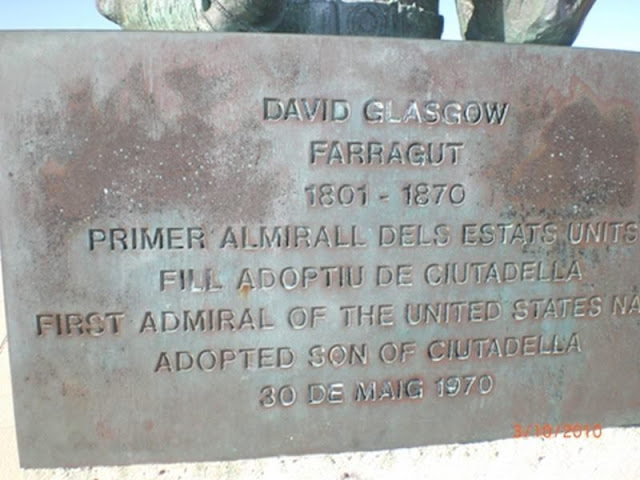 DAVID GLASGOW
FARRAGUT
1801 - 1870
PRIMER ALMIRALL DELS ESTATS UNITS
FILL ADOPTIU DE CIUTADELLA
FIRST ADMIRAL OF THE UNITED STATES NA
ADOPTED SON OF CIUTADELLA
30 DE MAIG 1970
3/18/2010